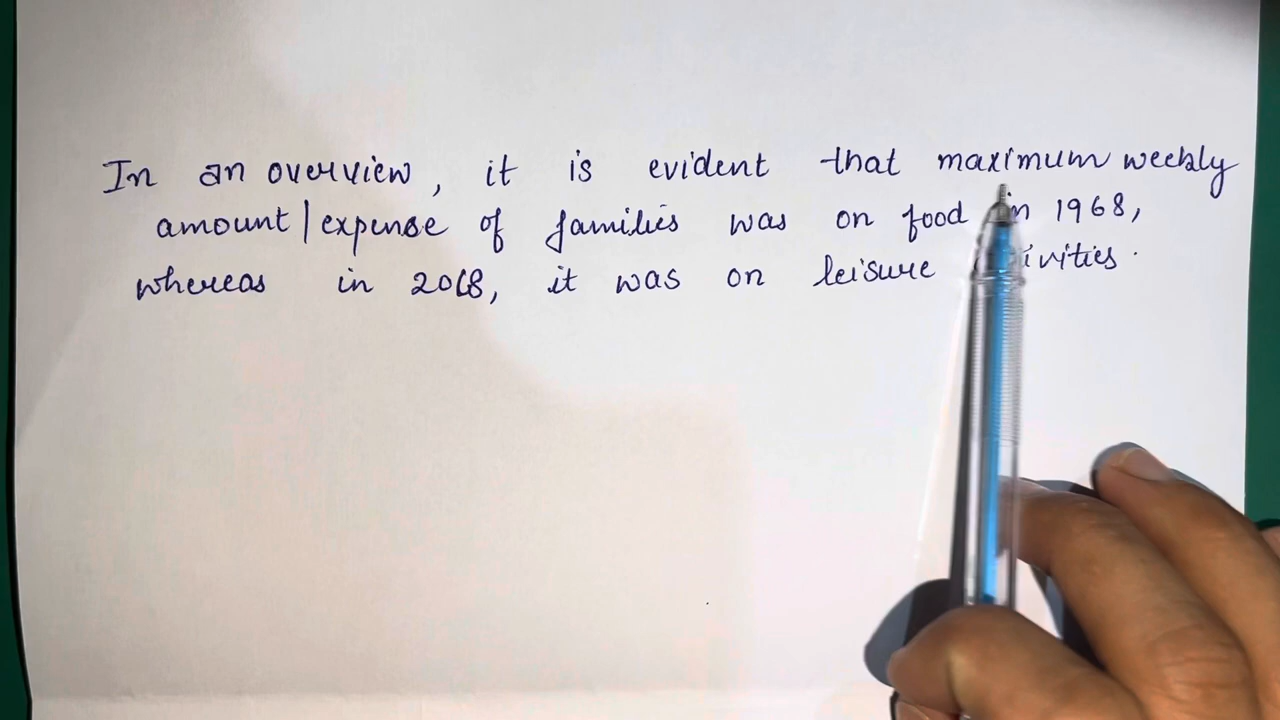 In an overview, it is evident that maximum weekly
amount/expense of families was on food in 1968,
whereas in 2018, it was on leisure